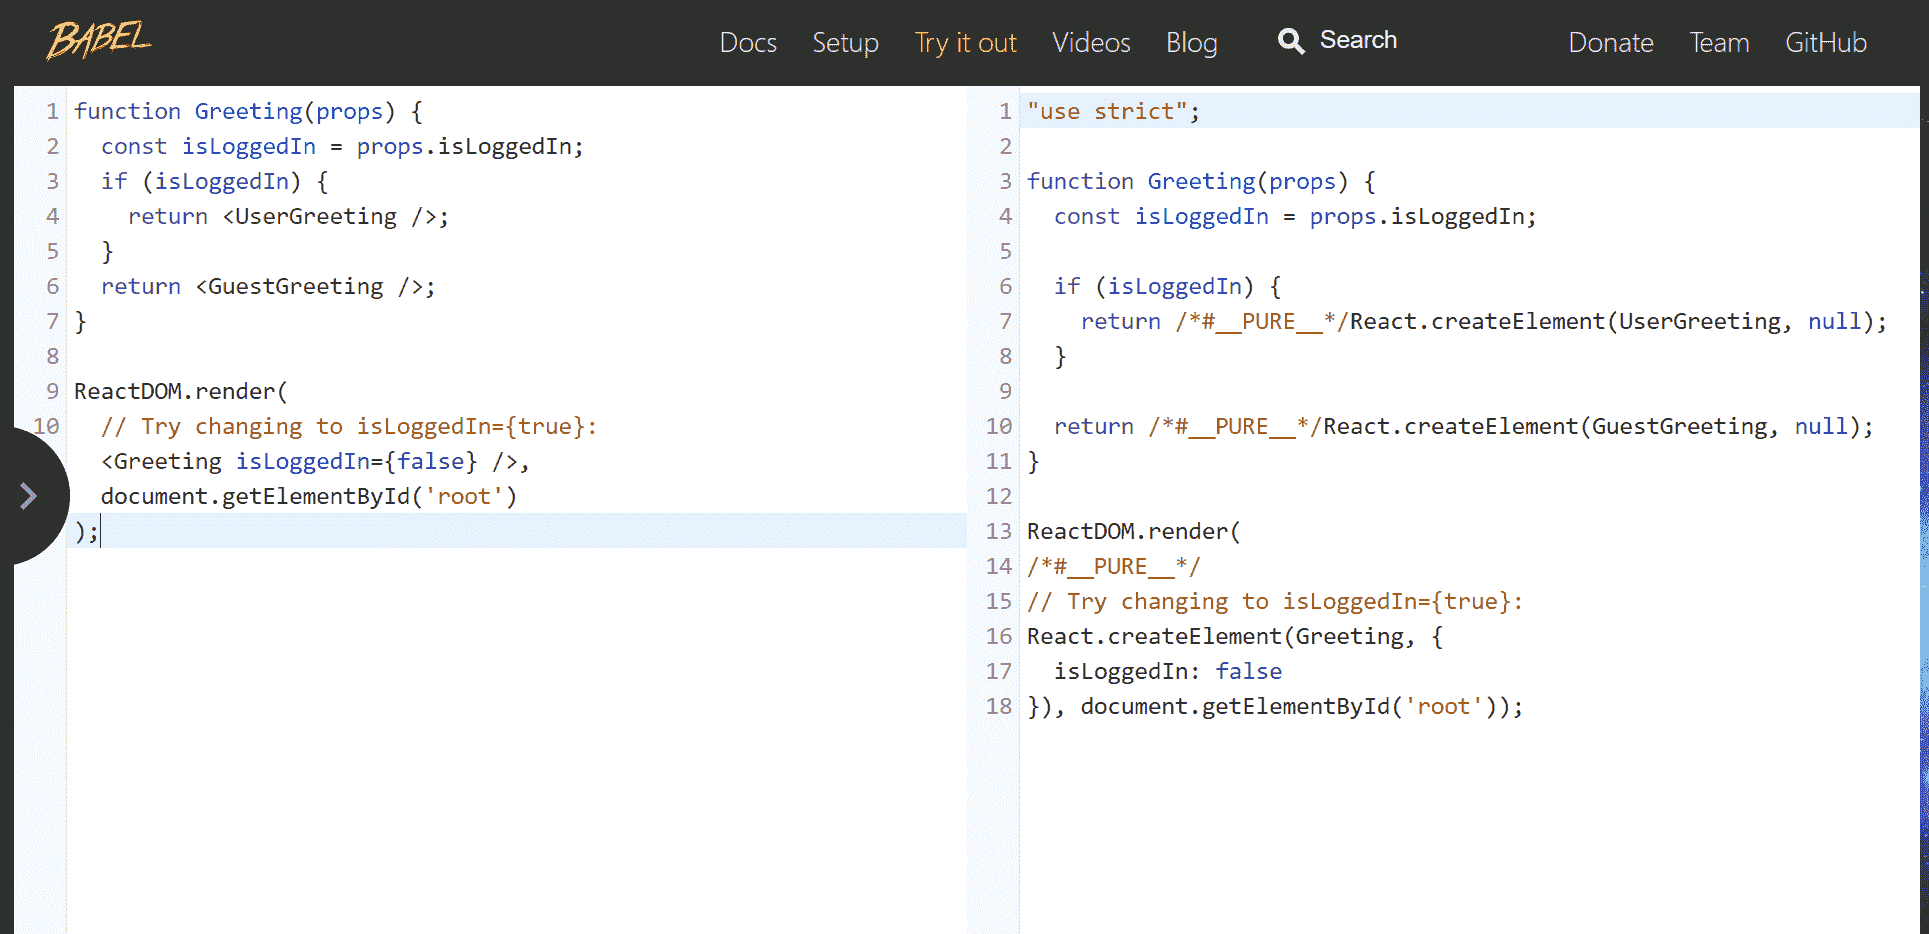 BABEL
Docs Setup Try it out Videos Blog Search Donate Team GitHub
1 function Greeting(props) {
2   const isLoggedIn = props.isLoggedIn;
3   if (isLoggedIn) {
4     return <UserGreeting />;
5   }
6   return <GuestGreeting />;
7 }
8
9 ReactDOM.render(
10   // Try changing to isLoggedIn={true}:
  <Greeting isLoggedIn={false} />,
  document.getElementById('root')
);
1 "use strict";
2
3 function Greeting(props) {
4   const isLoggedIn = props.isLoggedIn;
5
6   if (isLoggedIn) {
7     return /*#__PURE__*/React.createElement(UserGreeting, null);
8   }
9
10   return /*#__PURE__*/React.createElement(GuestGreeting, null);
11 }
12
13 ReactDOM.render(
14 /*#__PURE__*/
15 // Try changing to isLoggedIn={true}:
16 React.createElement(Greeting, {
17   isLoggedIn: false
18 }), document.getElementById('root'));